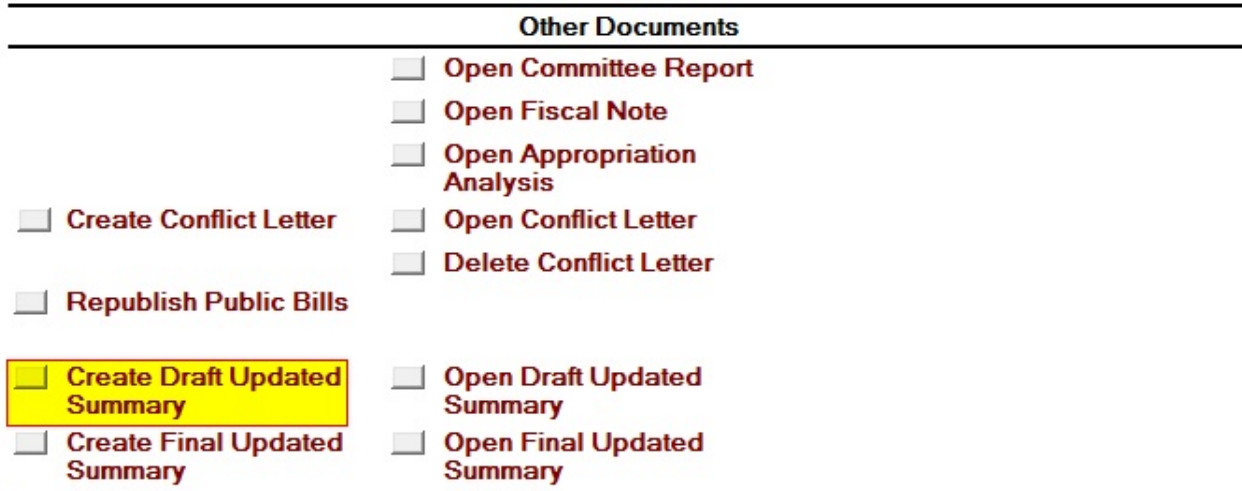 Other Documents
Open Committee Report
Open Fiscal Note
Open Appropriation
Analysis
Create Conflict Letter
Open Conflict Letter
Delete Conflict Letter
Republish Public Bills
Create Draft Updated
Summary
Open Draft Updated
Summary
Create Final Updated
Summary
Open Final Updated
Summary